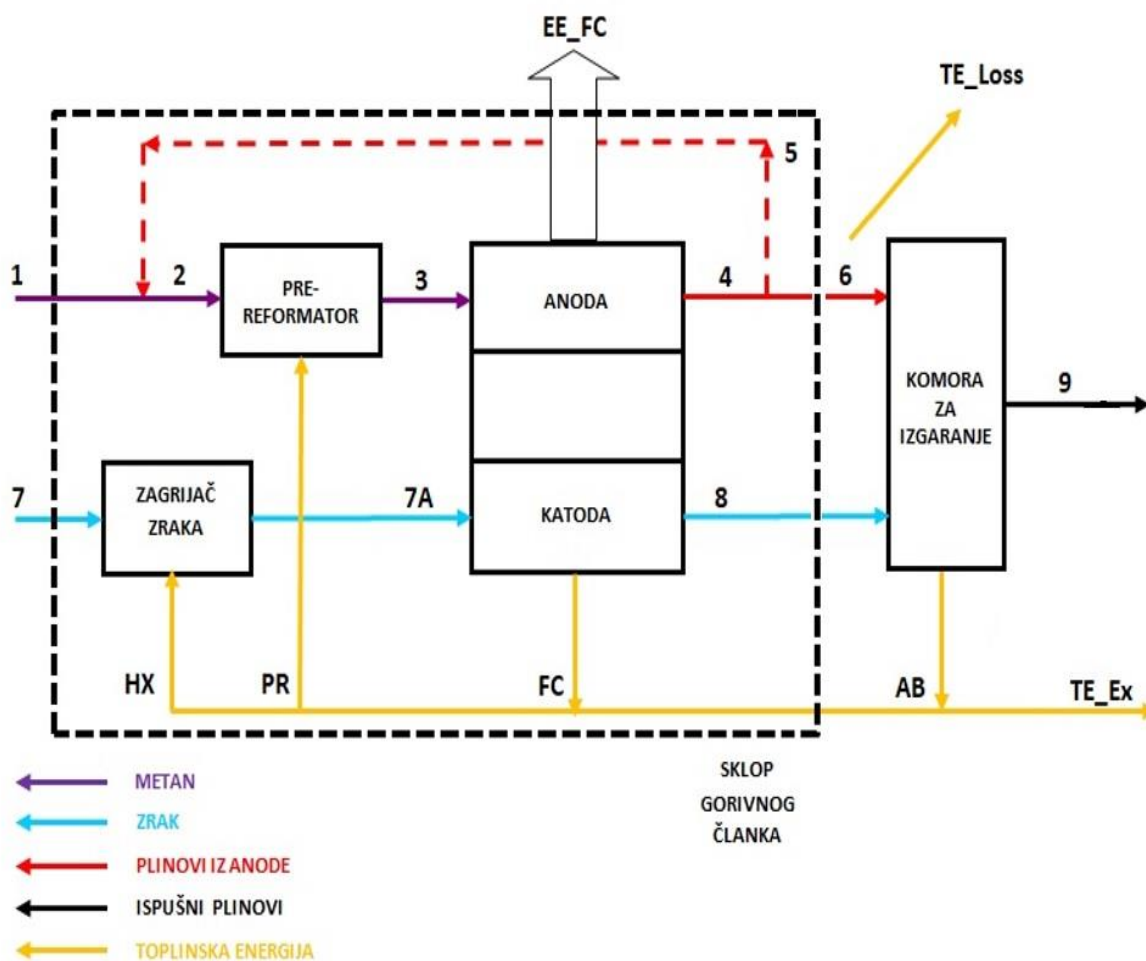 EE_FC
TE_Loss
5
1
2
PRE-
REFORMATOR
3
ANODA
4
6
KOMORA
ZA
IZGARANJE
9
7
ZAGRIJAČ
ZRAKA
7A
KATODA
8
HX
PR
FC
AB
TE_Ex
METAN
ZRAK
PLINOVI IZ ANODE
ISPUŠNI PLINOVI
TOPLINSKA ENERGIJA
SKLOP
GORIVNOG
ČLANKA